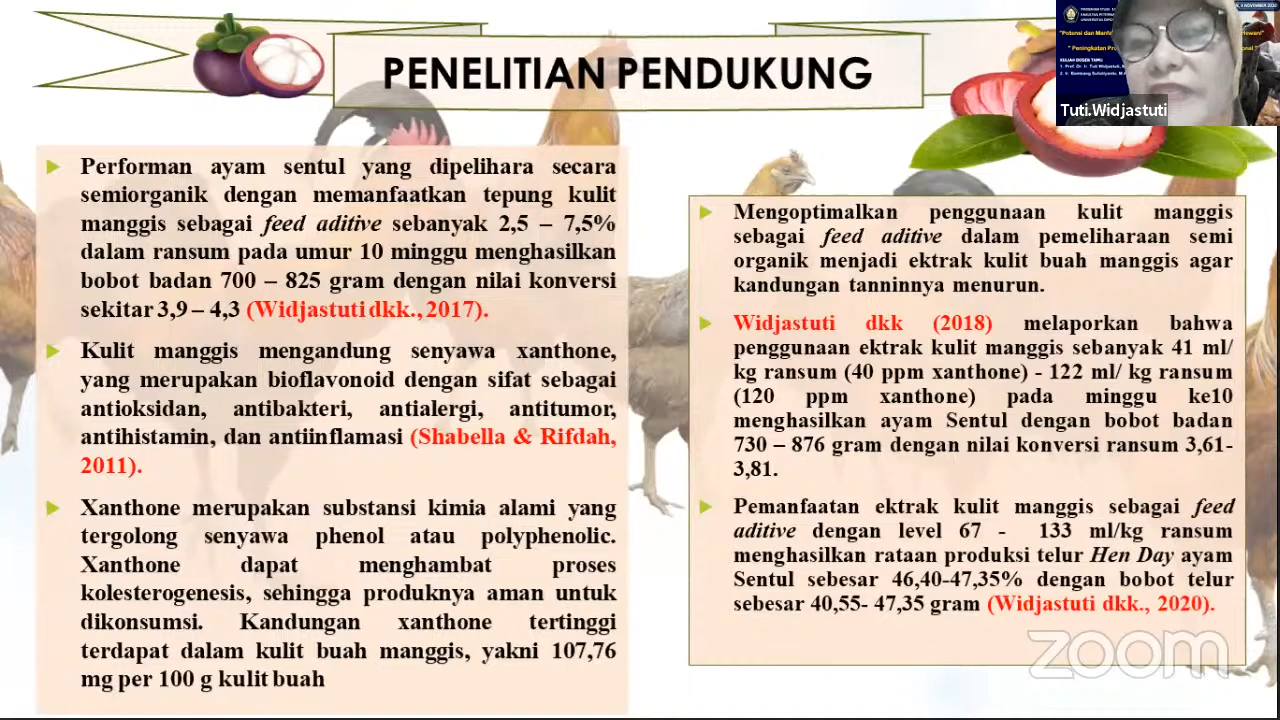 PENELITIAN PENDUKUNG
Performan ayam sentul yang dipelihara secara
semiorganik dengan memanfaatkan tepung kulit
manggis sebagai feed aditive sebanyak 2,5 – 7,5%
dalam ransum pada umur 10 minggu menghasilkan
bobot badan 700 – 825 gram dengan nilai konversi
sekitar 3,9 – 4,3 (Widjastuti dkk., 2017).
Kulit manggis mengandung senyawa xanthone,
yang merupakan bioflavonoid dengan sifat sebagai
antioksidan, antibakteri, antialergi, antitumor,
antihistamin, dan antiinflamasi (Shabella & Rifdah,
2011).
Xanthone merupakan substansi kimia alami yang
tergolong senyawa phenol atau polyphenolic.
Xanthone dapat menghambat proses
kolesterogenesis, sehingga produknya aman untuk
dikonsumsi. Kandungan xanthone tertinggi
terdapat dalam kulit buah manggis, yakni 107,76
mg per 100 g kulit buah
Mengoptimalkan penggunaan kulit manggis
sebagai feed aditive dalam pemeliharaan semi
organik menjadi ektrak kulit buah manggis agar
kandungan tanninnya menurun.
Widjastuti dkk (2018) melaporkan bahwa
penggunaan ektrak kulit manggis sebanyak 41 ml/
kg ransum (40 ppm xanthone) - 122 ml/ kg ransum
(120 ppm xanthone) pada minggu ke10
menghasilkan ayam Sentul dengan bobot badan
730 – 876 gram dengan nilai konversi ransum 3,61-
3,81.
Pemanfaatan ektrak kulit manggis sebagai feed
aditive dengan level 67 - 133 ml/kg ransum
menghasilkan rataan produksi telur Hen Day ayam
Sentul sebesar 46,40-47,35% dengan bobot telur
sebesar 40,55- 47,35 gram (Widjastuti dkk., 2020).
Tuti.Widjastuti
zoom